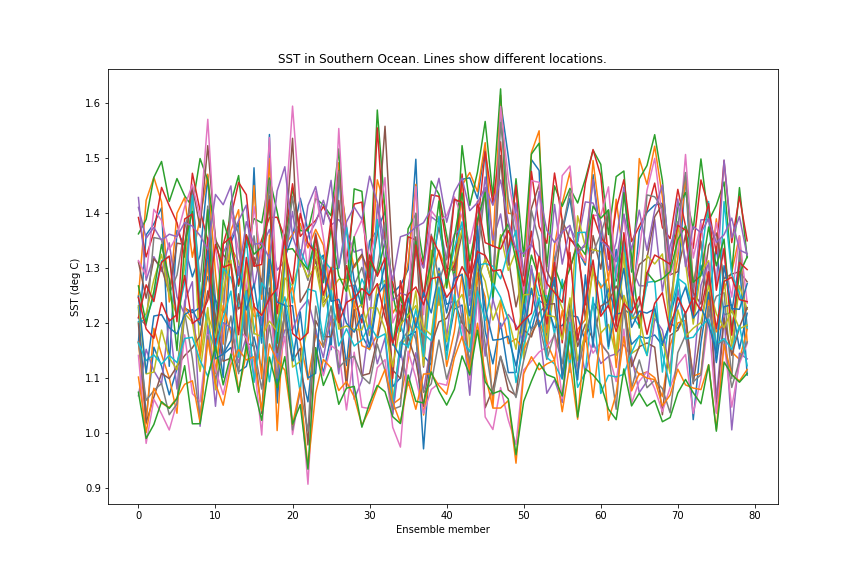 SST in Southern Ocean. Lines show different locations.
SST (deg C)
1.6
1.5
1.4
1.3
1.2
1.1
1.0
0.9
0 10 20 30 40 50 60 70 80
Ensemble member